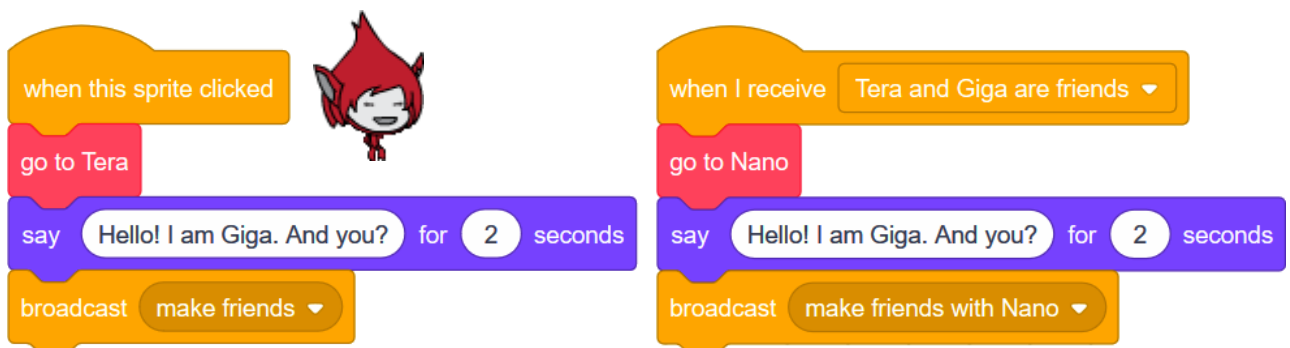 when this sprite clicked
go to Tera
say Hello! I am Giga. And you? for 2 seconds
broadcast make friends
when I receive Tera and Giga are friends
go to Nano
say Hello! I am Giga. And you? for 2 seconds
broadcast make friends with Nano